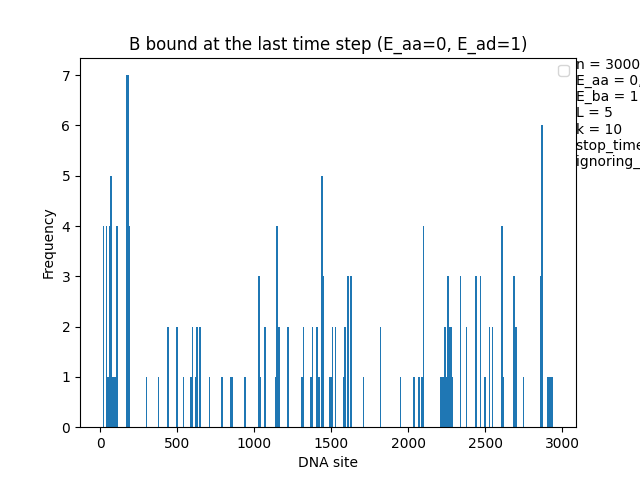 B bound at the last time step (E_aa=0, E_ad=1)
n = 3000
E_aa = 0,
E_ba = 1
L = 5
k = 10
stop_time
ignoring_
Frequency
7
6
5
4
3
2
1
0
0 500 1000 1500 2000 2500 3000
DNA site